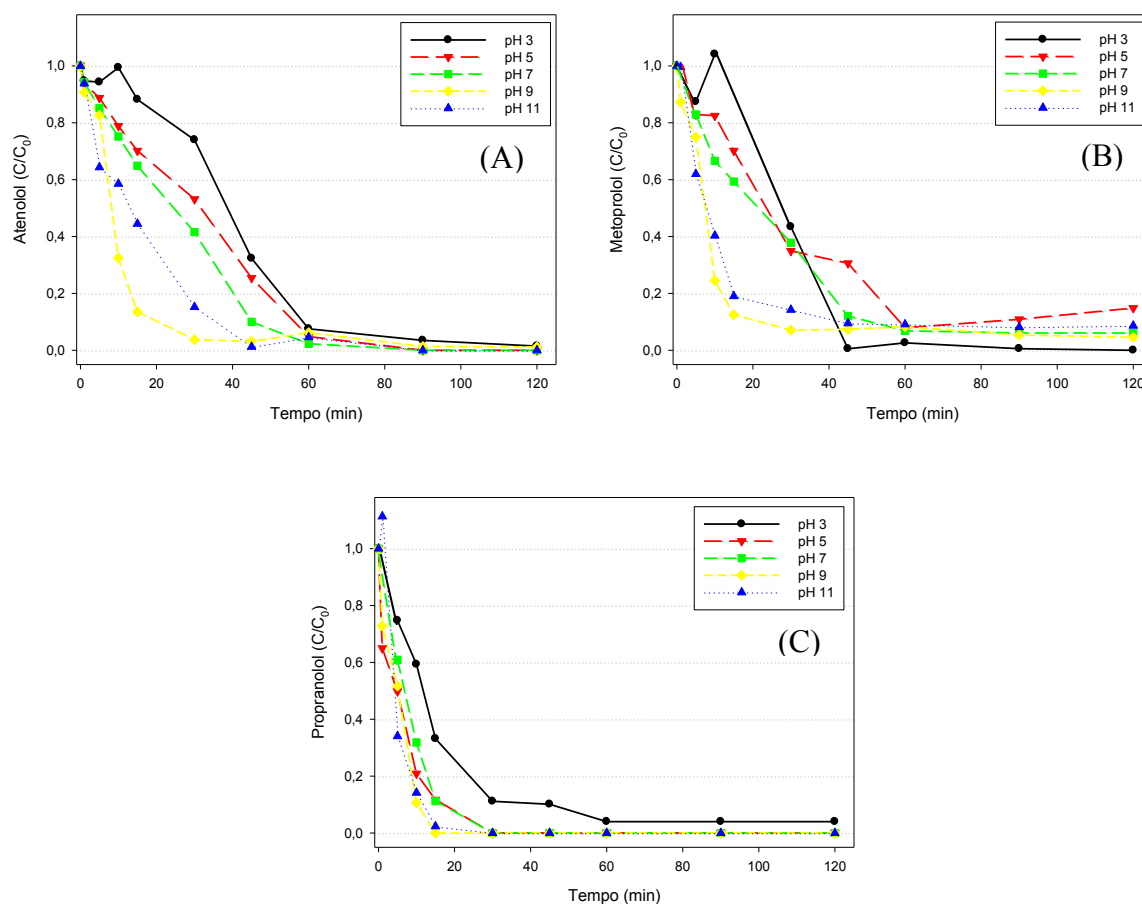 pH 3
pH 5
pH 7
pH 9
pH 11
(A)
1,0
0,8
0,6
0,4
0,2
0,0
Atenolol (C/C₀)
0 20 40 60 80 100 120
Tempo (min)
pH 3
pH 5
pH 7
pH 9
pH 11
(B)
1,0
0,8
0,6
0,4
0,2
0,0
Metoprolol (C/C₀)
0 20 40 60 80 100 120
Tempo (min)
pH 3
pH 5
pH 7
pH 9
pH 11
(C)
1,0
0,8
0,6
0,4
0,2
0,0
Propranolol (C/C₀)
0 20 40 60 80 100 120
Tempo (min)